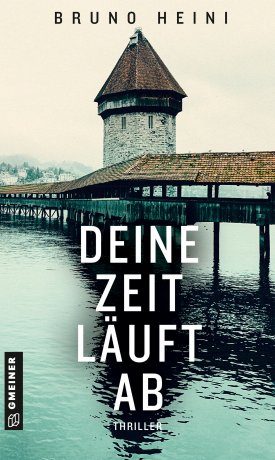 BRUNO HEINI
DEINE
ZEIT
LÄUFT
AB
THRILLER
GMEINER